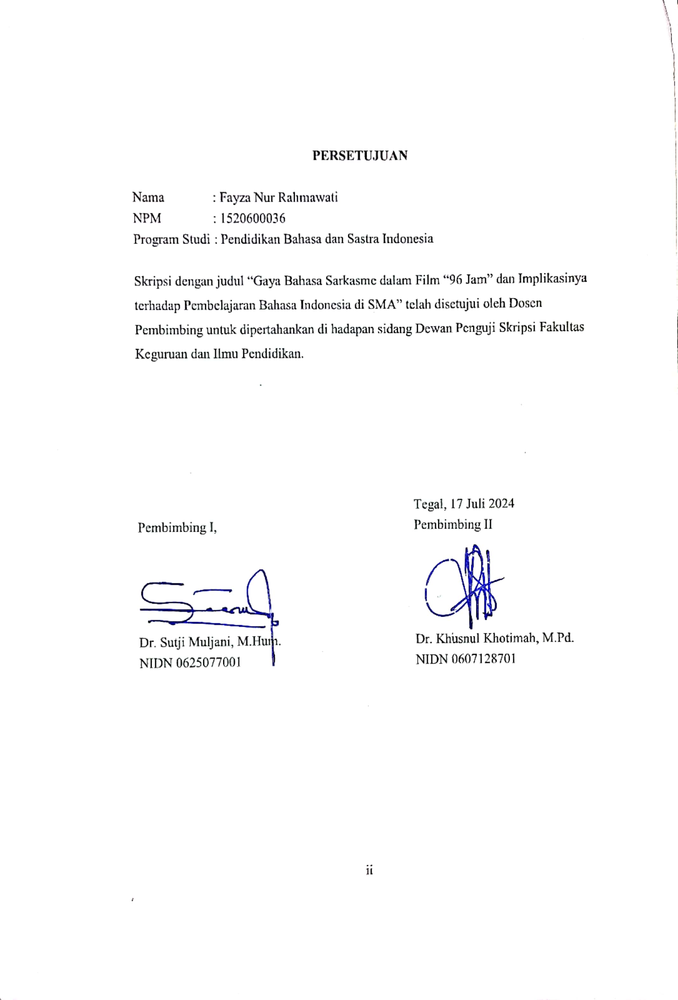 PERSETUJUAN
Nama : Fayza Nur Rahmawati
NPM : 1520600036
Program Studi : Pendidikan Bahasa dan Sastra Indonesia
Skripsi dengan judul “Gaya Bahasa Sarkasme dalam Film “96 Jam” dan Implikasinya
terhadap Pembelajaran Bahasa Indonesia di SMA” telah disetujui oleh Dosen
Pembimbing untuk dipertahankan di hadapan sidang Dewan Penguji Skripsi Fakultas
Keguruan dan Ilmu Pendidikan.
Tegal, 17 Juli 2024
Pembimbing I,
Pembimbing II
Dr. Sutji Muljani, M.Hum.
NIDN 0625077001
Dr. Khusnul Khotimah, M.Pd.
NIDN 0607128701
ii